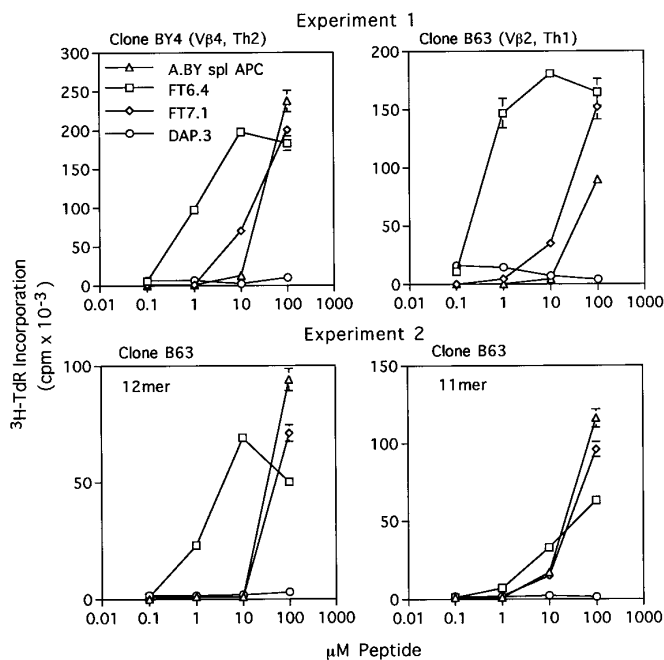 Experiment 1
Clone BY4 (Vβ4, Th2)
Clone B63 (Vβ2, Th1)
300
250
200
150
100
50
0
A.BY spl APC
FT6.4
FT7.1
DAP.3
0.01 0.1 1 10 100 1000
200
150
100
50
0
0.01 0.1 1 10 100 1000
³H-TdR Incorporation
(cpm x 10⁻³)
Experiment 2
Clone B63
Clone B63
12mer
100
50
0
0.01 0.1 1 10 100 1000
11mer
150
100
50
0
0.01 0.1 1 10 100 1000
μM Peptide